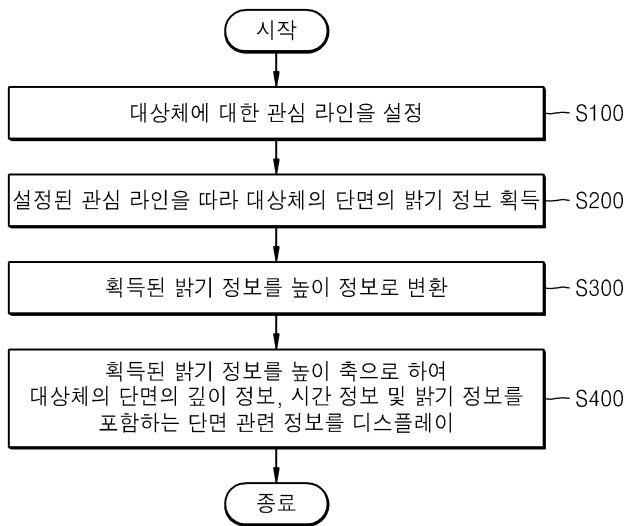 시작
대상체에 대한 관심 라인을 설정
S100
설정된 관심 라인을 따라 대상체의 단면의 밝기 정보 획득
S200
획득된 밝기 정보를 높이 정보로 변환
S300
획득된 밝기 정보를 높이 축으로 하여
대상체의 단면의 깊이 정보, 시간 정보 및 밝기 정보를
포함하는 단면 관련 정보를 디스플레이
S400
종료